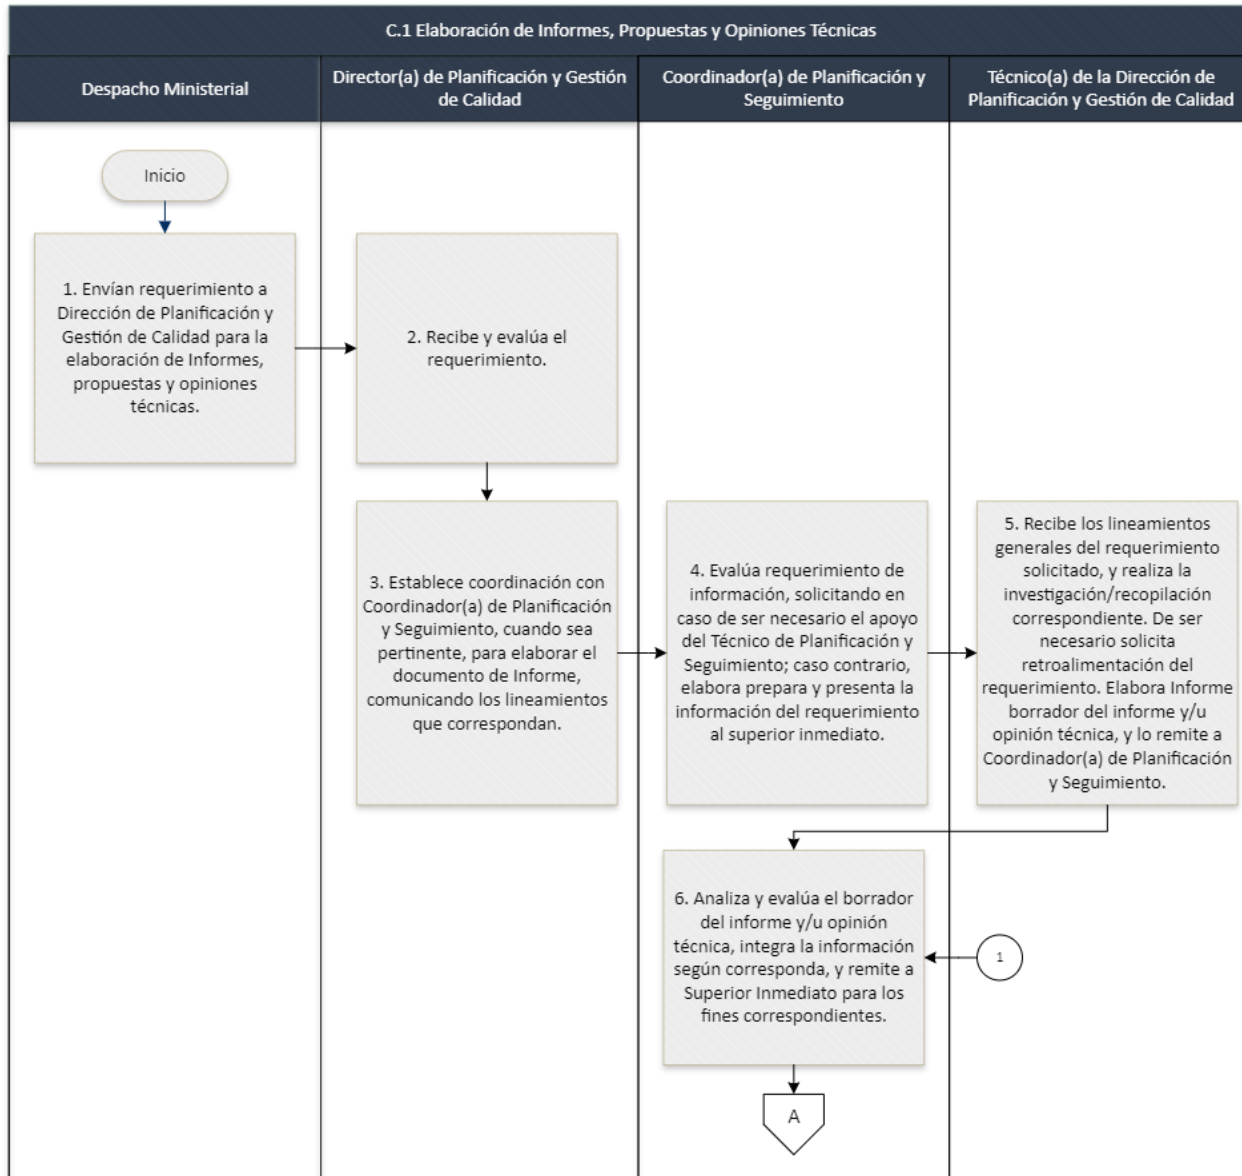 C.1 Elaboración de Informes, Propuestas y Opiniones Técnicas
Despacho Ministerial
Director(a) de Planificación y Gestión
de Calidad
Coordinador(a) de Planificación y
Seguimiento
Técnico(a) de la Dirección de
Planificación y Gestión de Calidad
Inicio
1. Envían requerimiento a
Dirección de Planificación y
Gestión de Calidad para la
elaboración de Informes,
propuestas y opiniones
técnicas.
2. Recibe y evalúa el
requerimiento.
3. Establece coordinación con
Coordinador(a) de Planificación
y Seguimiento, cuando sea
pertinente, para elaborar el
documento de Informe,
comunicando los lineamientos
que correspondan.
4. Evalúa requerimiento de
información, solicitando en
caso de ser necesario el apoyo
del Técnico de Planificación y
Seguimiento; caso contrario,
elabora prepara y presenta la
información del requerimiento
al superior inmediato.
5. Recibe los lineamientos
generales del requerimiento
solicitado, y realiza la
investigación/recopilación
correspondiente. De ser
necesario solicita
retroalimentación del
requerimiento. Elabora Informe
borrador del informe y/u
opinión técnica, y lo remite a
Coordinador(a) de Planificación
y Seguimiento.
6. Analiza y evalúa el borrador
del informe y/u opinión
técnica, integra la información
según corresponda, y remite a
Superior Inmediato para los
fines correspondientes.
1
A